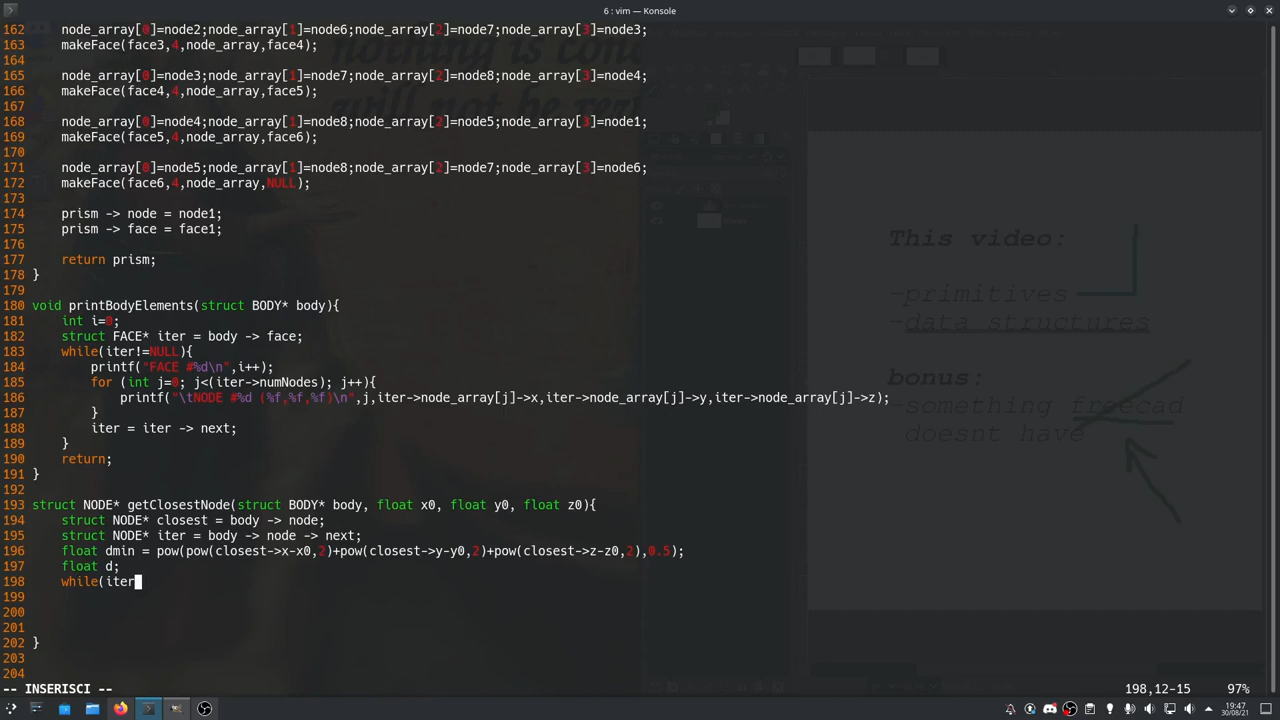 6 : vim — Konsole
162 node_array[0]=node2;node_array[1]=node6;node_array[2]=node7;node_array[3]=node3;
163 makeFace(face3,4,node_array,face4);
164
165 node_array[0]=node3;node_array[1]=node7;node_array[2]=node8;node_array[3]=node4;
166 makeFace(face4,4,node_array,face5);
167
168 node_array[0]=node4;node_array[1]=node8;node_array[2]=node5;node_array[3]=node1;
169 makeFace(face5,4,node_array,face6);
170
171 node_array[0]=node5;node_array[1]=node8;node_array[2]=node7;node_array[3]=node6;
172 makeFace(face6,4,node_array,NULL);
173
174 prism -> node = node1;
175 prism -> face = face1;
176
177 return prism;
178 }
179
180 void printBodyElements(struct BODY* body){
181 int i=0;
182 struct FACE* iter = body -> face;
183 while(iter!=NULL){
184 printf("FACE #%d\n",i++);
185 for (int j=0; j<(iter->numNodes); j++){
186 printf("\tNODE #%d (%f,%f,%f)\n",j,iter->node_array[j]->x,iter->node_array[j]->y,iter->node_array[j]->z);
187 }
188 iter = iter -> next;
189 }
190 return;
191 }
192
193 struct NODE* getClosestNode(struct BODY* body, float x0, float y0, float z0){
194 struct NODE* closest = body -> node;
195 struct NODE* iter = body -> node -> next;
196 float dmin = pow(pow(closest->x-x0,2)+pow(closest->y-y0,2)+pow(closest->z-z0,2),0.5);
197 float d;
198 while(iter
199
200
201
202 }
203
204
-- INSERISCI --
198,12-15 97%
nothing is
will not be
This video:
-primitives
-data structures
bonus:
-something freecad
doesnt have
19:47
30/08/21